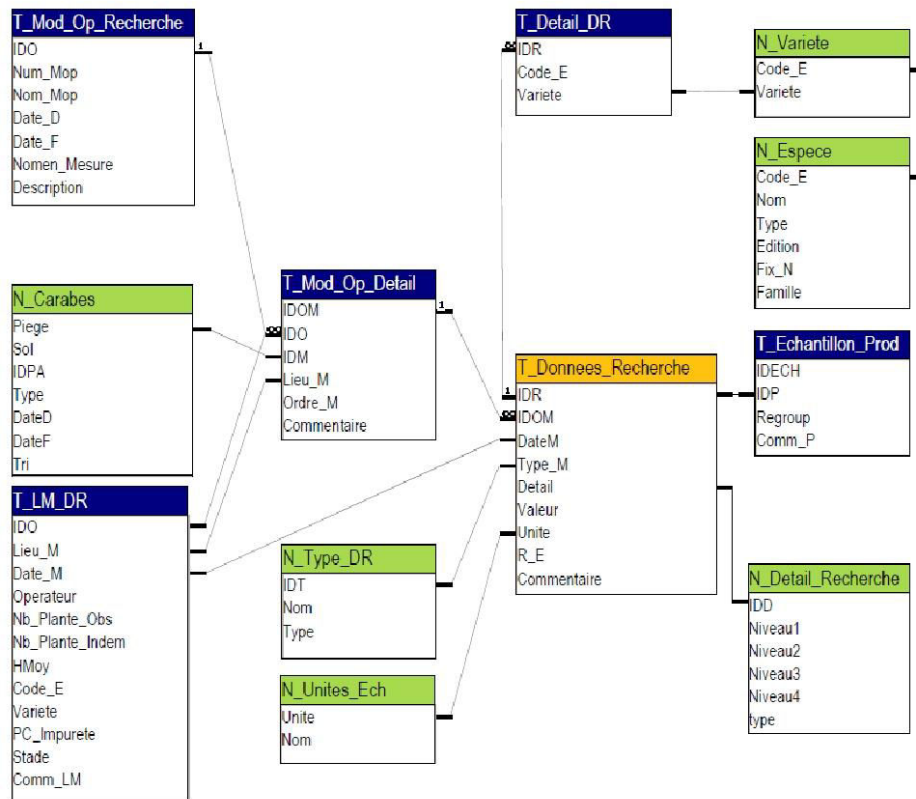 T_Mod_Op_Recherche
IDO
Num_Mop
Nom_Mop
Date_D
Date_F
Nomen_Mesure
Description
1
T_Detail_DR
∞
IDR
Code_E
Variete
N_Variete
Code_E
Variete
N_Espece
Code_E
Nom
Type
Edition
Fix_N
Famille
N_Carabes
Piege
Sol
IDPA
Type
DateD
DateF
Tri
T_Mod_Op_Detail
IDOM
1
∞
IDO
IDM
Lieu_M
Ordre_M
Commentaire
T_Donnees_Recherche
1
IDR
∞
IDOM
DateM
Type_M
Detail
Valeur
Unite
R_E
Commentaire
T_Echantillon_Prod
IDECH
IDP
Regroup
Comm_P
T_LM_DR
IDO
Lieu_M
Date_M
Operateur
Nb_Plante_Obs
Nb_Plante_Indem
HMoy
Code_E
Variete
PC_Impurete
Stade
Comm_LM
N_Type_DR
IDT
Nom
Type
N_Unites_Ech
Unite
Nom
N_Detail_Recherche
IDD
Niveau1
Niveau2
Niveau3
Niveau4
type